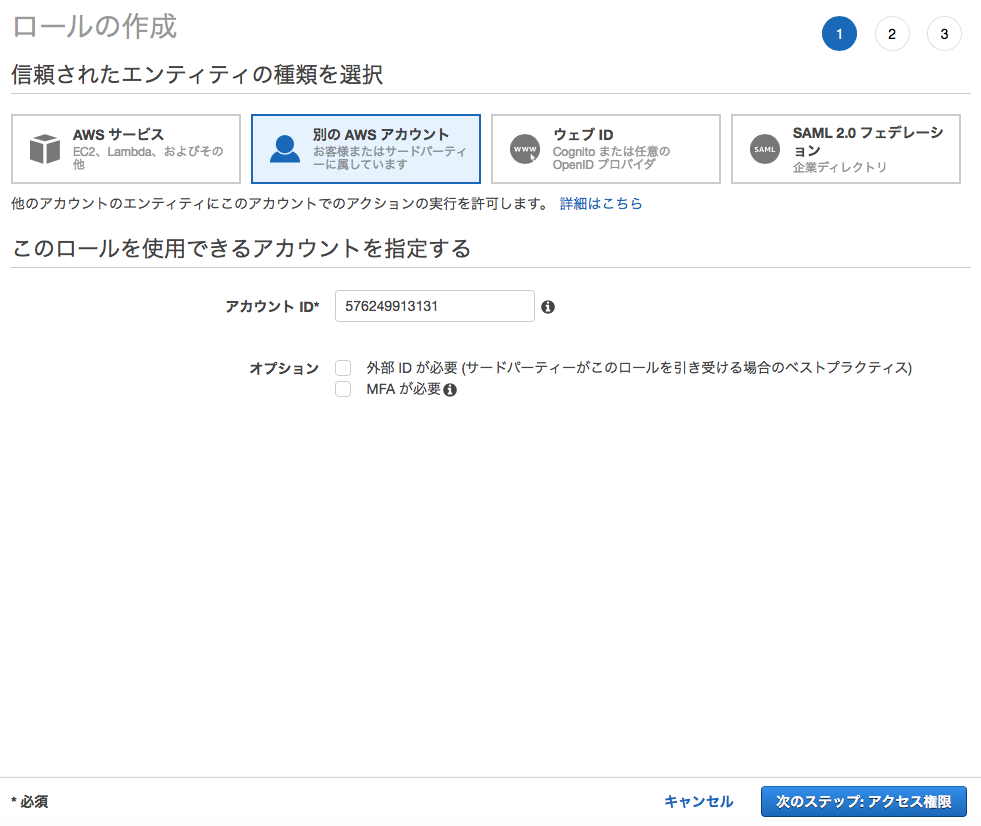 ロールの作成
1
2
3
信頼されたエンティティの種類を選択
AWS サービス
EC2、Lambda、およびその
他
別の AWS アカウント
お客様またはサードパーティ
ーに属しています
www
ウェブ ID
Cognito または任意の
OpenID プロバイダ
SAML
SAML 2.0 フェデレーシ
ョン
企業ディレクトリ
他のアカウントのエンティティにこのアカウントでのアクションの実行を許可します。 詳細はこちら
このロールを使用できるアカウントを指定する
アカウント ID* 576249913131
オプション 外部 ID が必要 (サードパーティーがこのロールを引き受ける場合のベストプラクティス)
MFA が必要
* 必須
キャンセル
次のステップ: アクセス権限